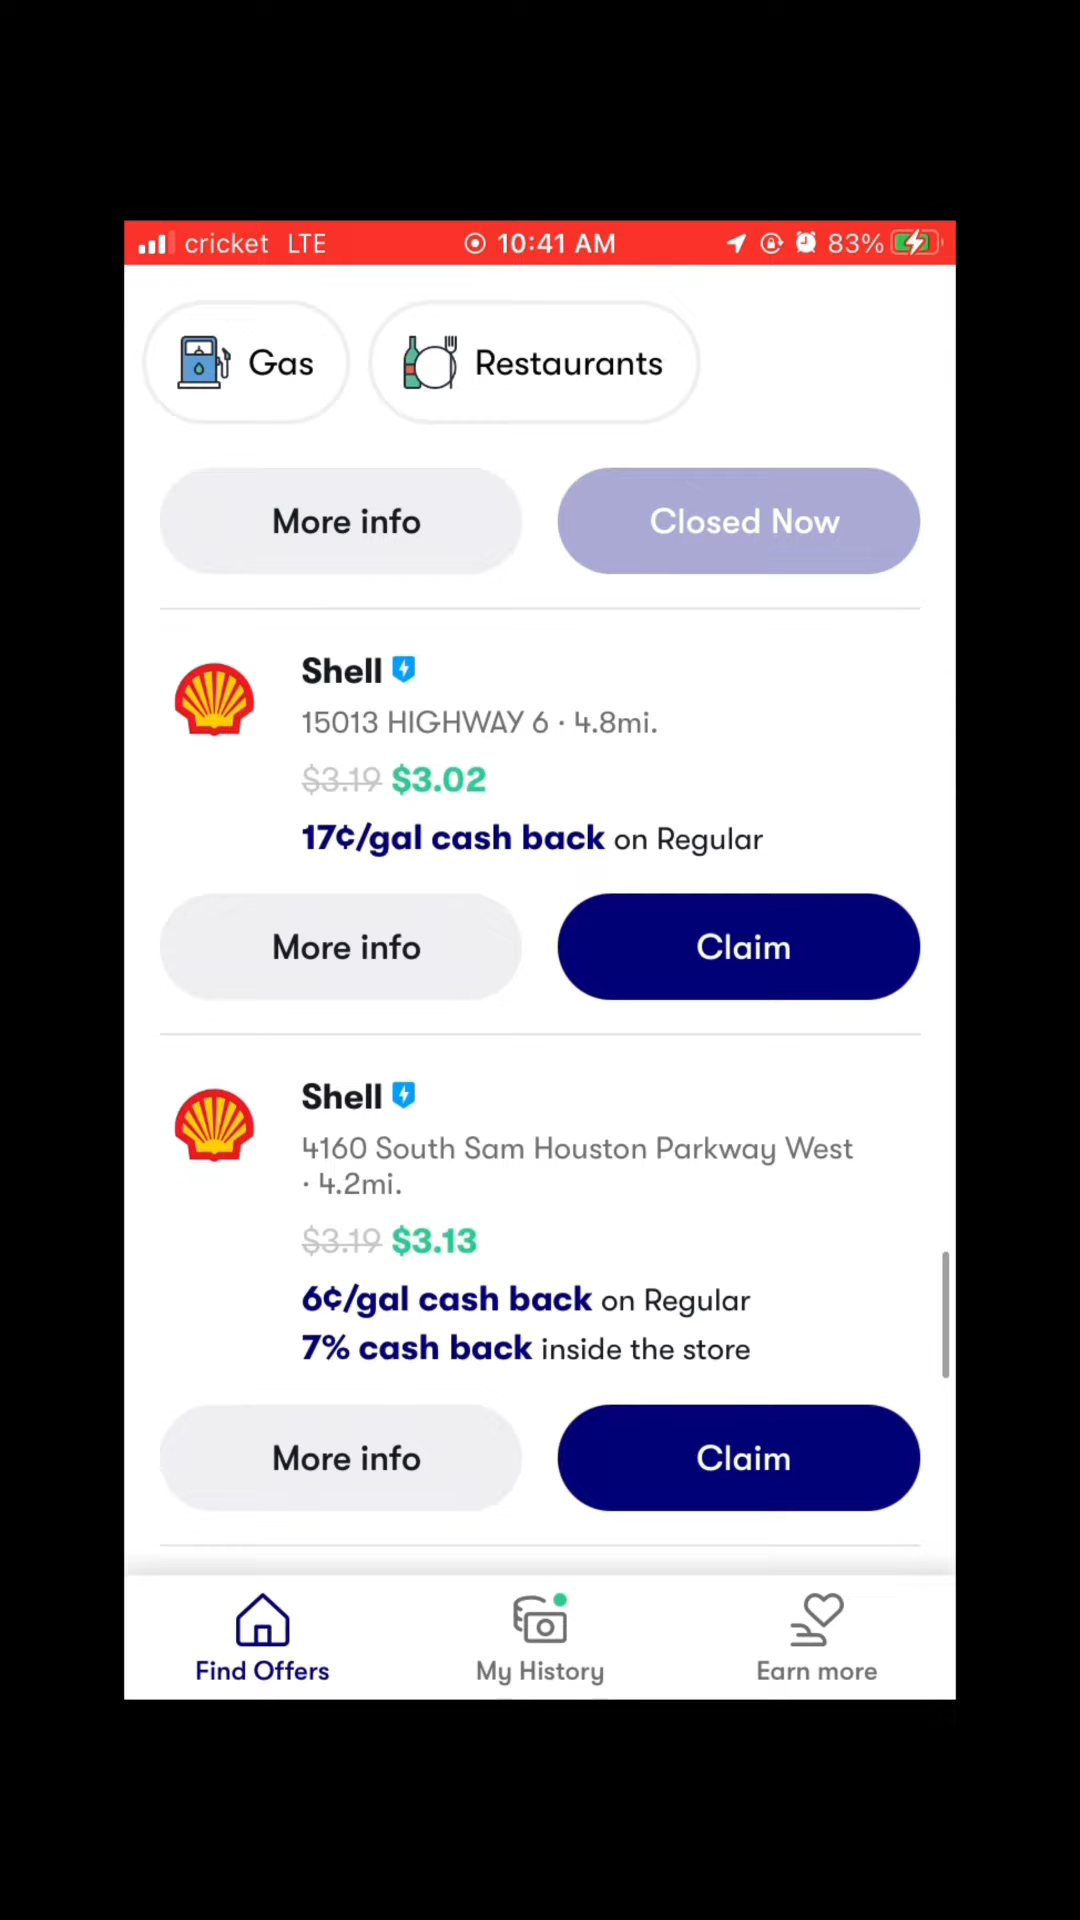 cricket LTE 10:41 AM 83%
Gas Restaurants
More info Closed Now
Shell
15013 HIGHWAY 6 · 4.8mi.
$3.19 $3.02
17¢/gal cash back on Regular
More info Claim
Shell
4160 South Sam Houston Parkway West
· 4.2mi.
$3.19 $3.13
6¢/gal cash back on Regular
7% cash back inside the store
More info Claim
Find Offers My History Earn more